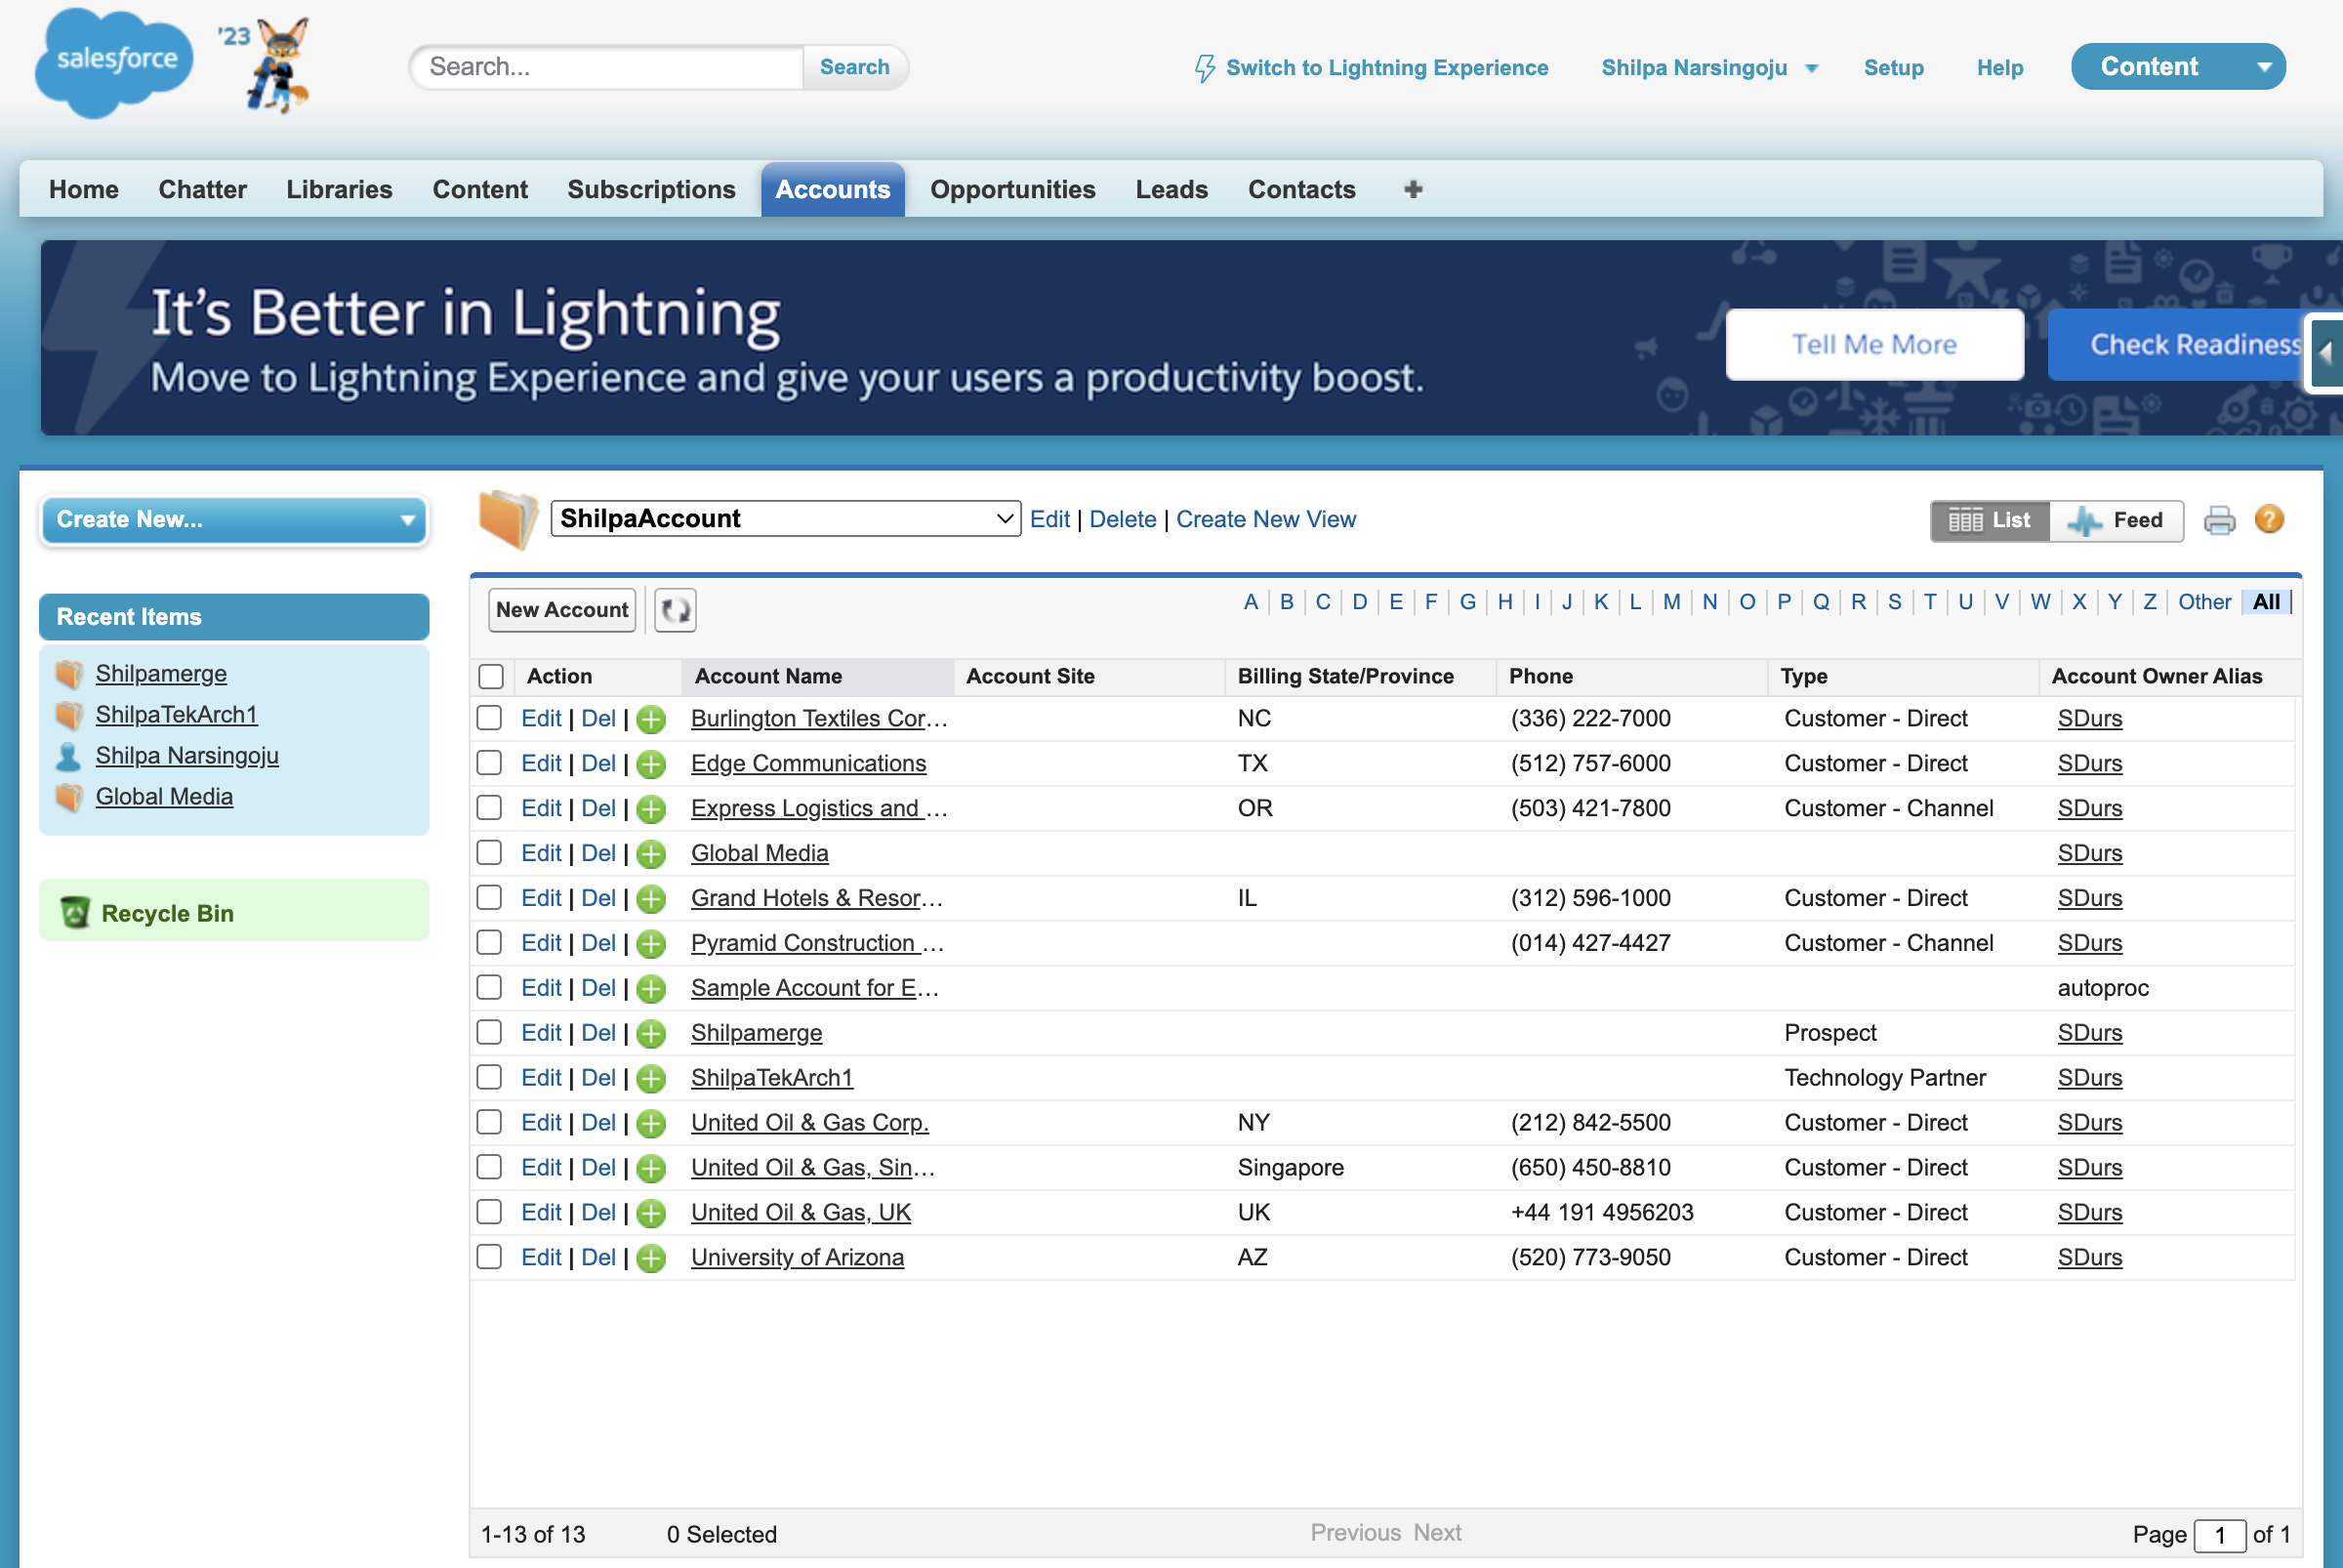 salesforce
'23
Search...
Search
Switch to Lightning Experience
Shilpa Narsingoju
Setup
Help
Content
Home Chatter Libraries Content Subscriptions Accounts Opportunities Leads Contacts
It's Better in Lightning
Move to Lightning Experience and give your users a productivity boost.
Tell Me More
Check Readiness
Create New...
Recent Items
Shilpamerge
ShilpaTekArch1
Shilpa Narsingoju
Global Media
Recycle Bin
ShilpaAccount Edit | Delete | Create New View
List Feed
New Account
A | B | C | D | E | F | G | H | I | J | K | L | M | N | O | P | Q | R | S | T | U | V | W | X | Y | Z | Other | All
Action Account Name Account Site Billing State/Province Phone Type Account Owner Alias
Edit | Del | Burlington Textiles Cor... NC (336) 222-7000 Customer - Direct SDurs
Edit | Del | Edge Communications TX (512) 757-6000 Customer - Direct SDurs
Edit | Del | Express Logistics and ... OR (503) 421-7800 Customer - Channel SDurs
Edit | Del | Global Media SDurs
Edit | Del | Grand Hotels & Resor... IL (312) 596-1000 Customer - Direct SDurs
Edit | Del | Pyramid Construction ... (014) 427-4427 Customer - Channel SDurs
Edit | Del | Sample Account for E... autoproc
Edit | Del | Shilpamerge Prospect SDurs
Edit | Del | ShilpaTekArch1 Technology Partner SDurs
Edit | Del | United Oil & Gas Corp. NY (212) 842-5500 Customer - Direct SDurs
Edit | Del | United Oil & Gas, Sin... Singapore (650) 450-8810 Customer - Direct SDurs
Edit | Del | United Oil & Gas, UK UK +44 191 4956203 Customer - Direct SDurs
Edit | Del | University of Arizona AZ (520) 773-9050 Customer - Direct SDurs
1-13 of 13 0 Selected Previous Next Page 1 of 1